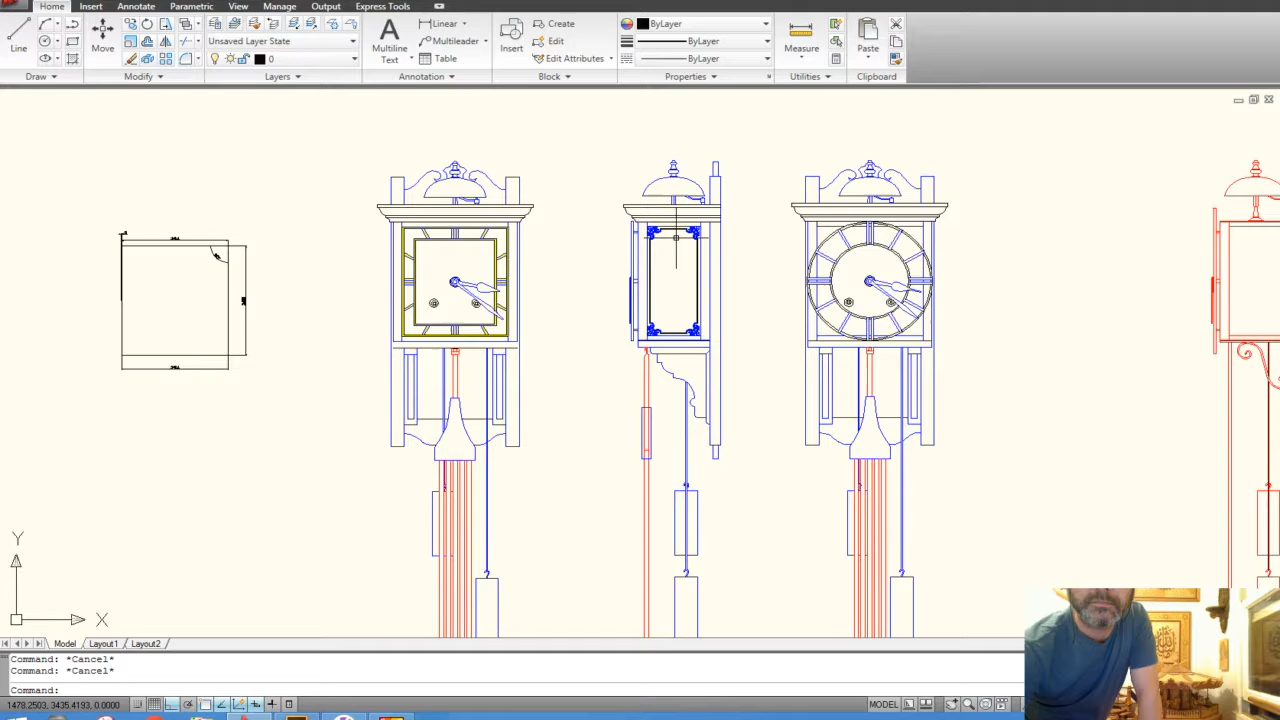 Home Insert Annotate Parametric View Manage Output Express Tools
Line
Move
Unsaved Layer State
0
Multiline
Text
Linear
Multileader
Table
Insert
Create
Edit
Edit Attributes
ByLayer
ByLayer
ByLayer
Measure
Paste
Draw Modify Layers Annotation Block Properties Utilities Clipboard
Y
X
Model Layout1 Layout2
Command: *Cancel*
Command: *Cancel*
Command:
1478.2503, 3435.4193, 0.0000
MODEL